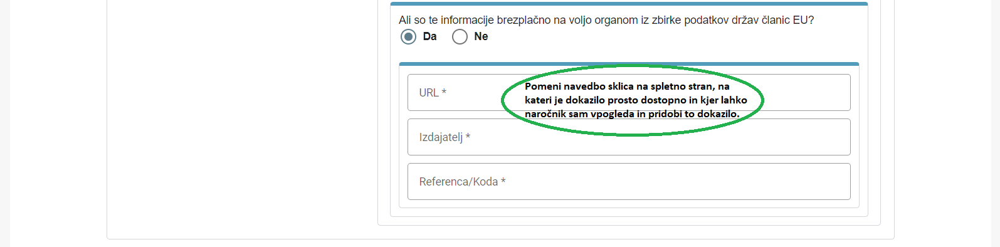 Ali so te informacije brezplačno na voljo organom iz zbirke podatkov držav članic EU?
Da Ne
URL *
Pomeni navedbo sklica na spletno stran, na
kateri je dokazilo prosto dostopno in kjer lahko
naročnik sam vpogleda in pridobi to dokazilo.
Izdajatelj *
Referenca/Koda *